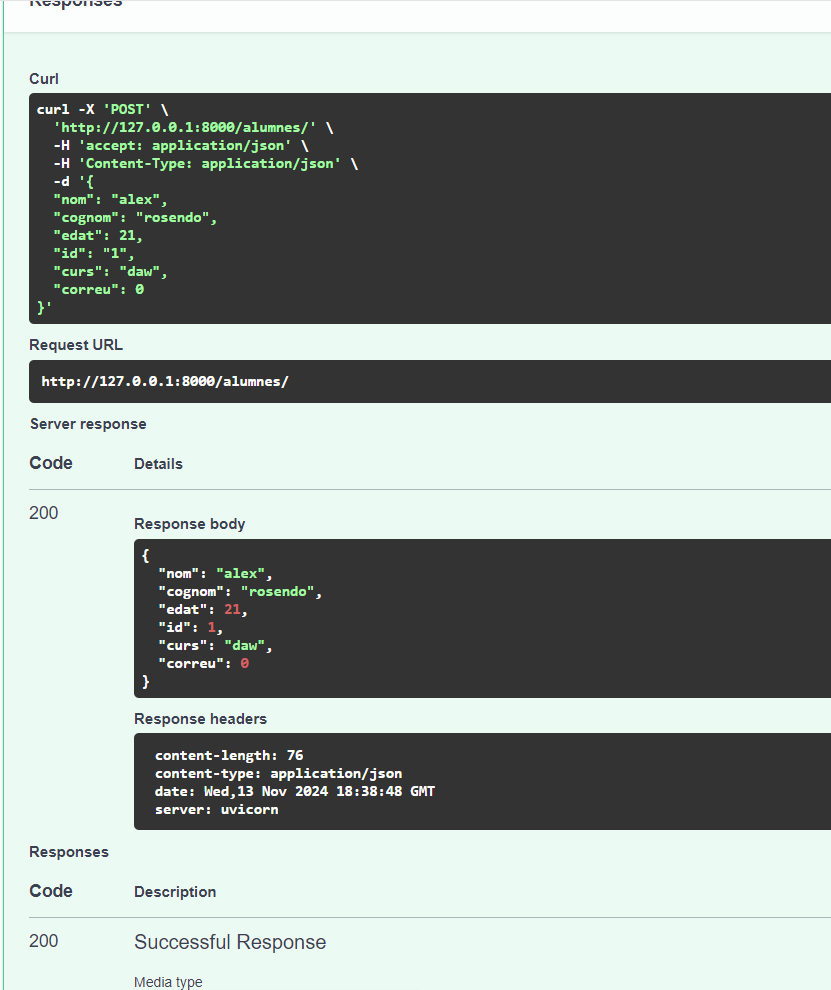 Responses
Curl
curl -X 'POST' \
  'http://127.0.0.1:8000/alumnes/' \
  -H 'accept: application/json' \
  -H 'Content-Type: application/json' \
  -d '{
  "nom": "alex",
  "cognom": "rosendo",
  "edat": 21,
  "id": "1",
  "curs": "daw",
  "correu": 0
}'
Request URL
http://127.0.0.1:8000/alumnes/
Server response
Code Details
200
Response body
{
  "nom": "alex",
  "cognom": "rosendo",
  "edat": 21,
  "id": 1,
  "curs": "daw",
  "correu": 0
}
Response headers
content-length: 76
content-type: application/json
date: Wed,13 Nov 2024 18:38:48 GMT
server: uvicorn
Responses
Code Description
200 Successful Response
Media type